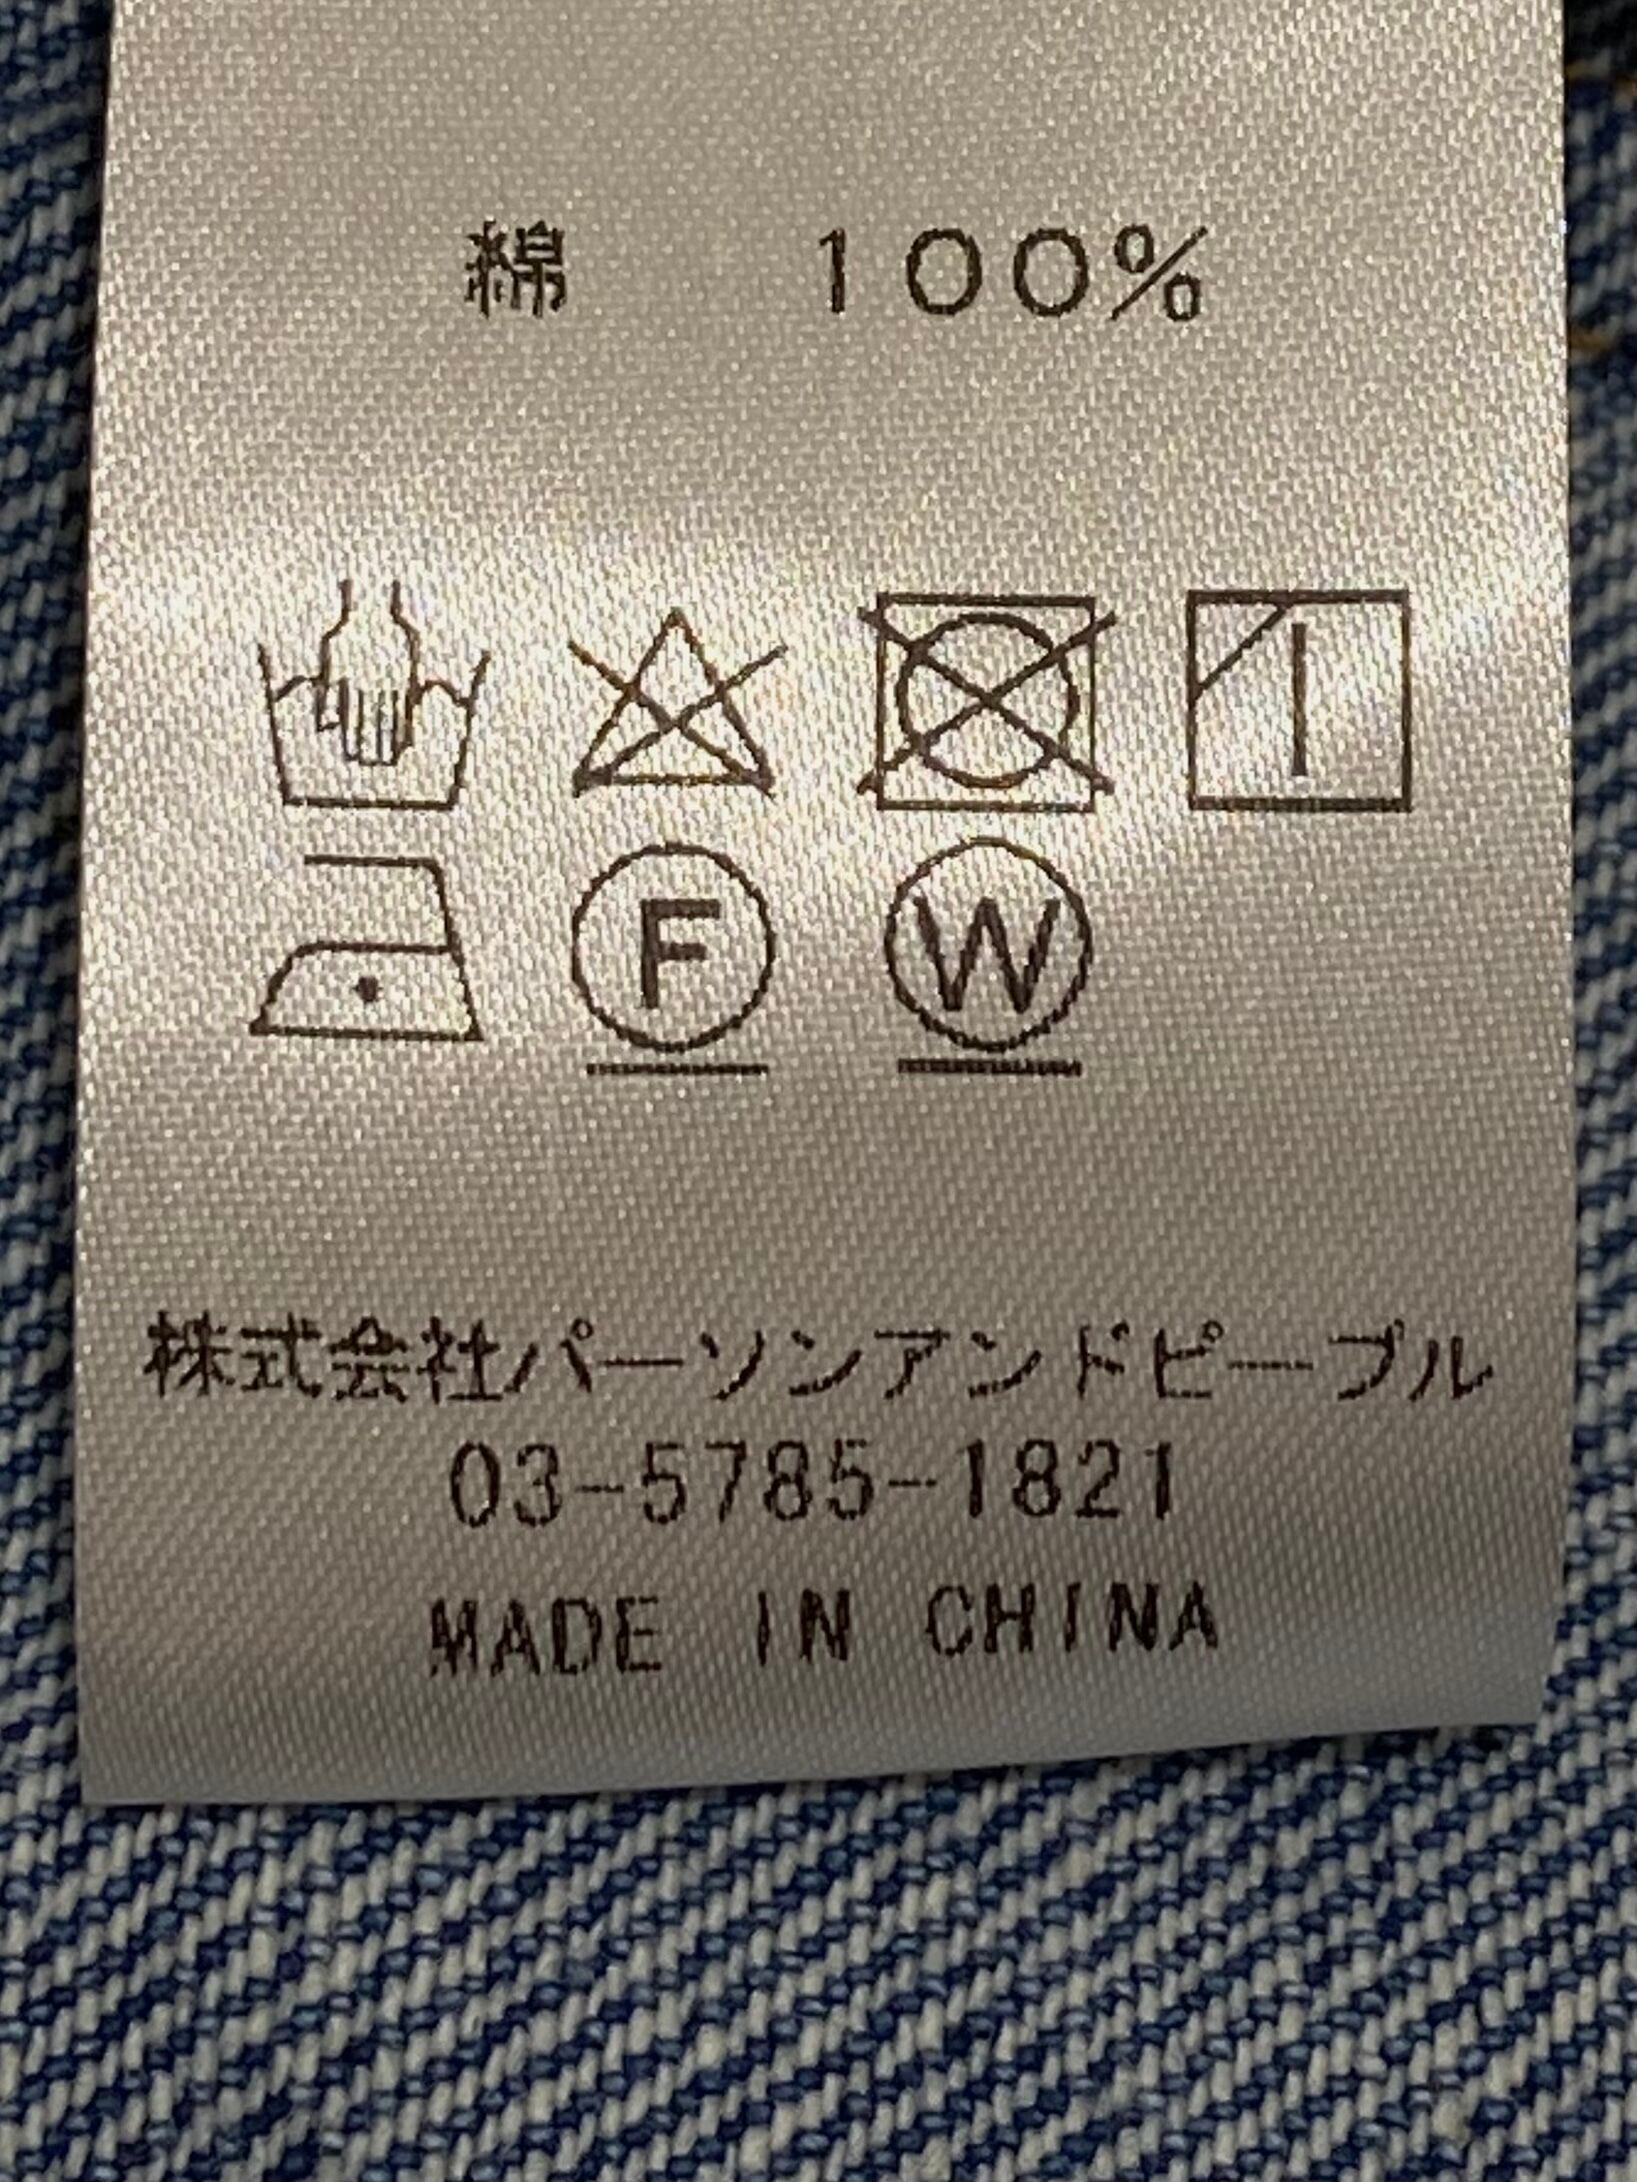 綿 100%
F W
株式会社パーソンアンドピープル
03-5785-1821
MADE IN CHINA